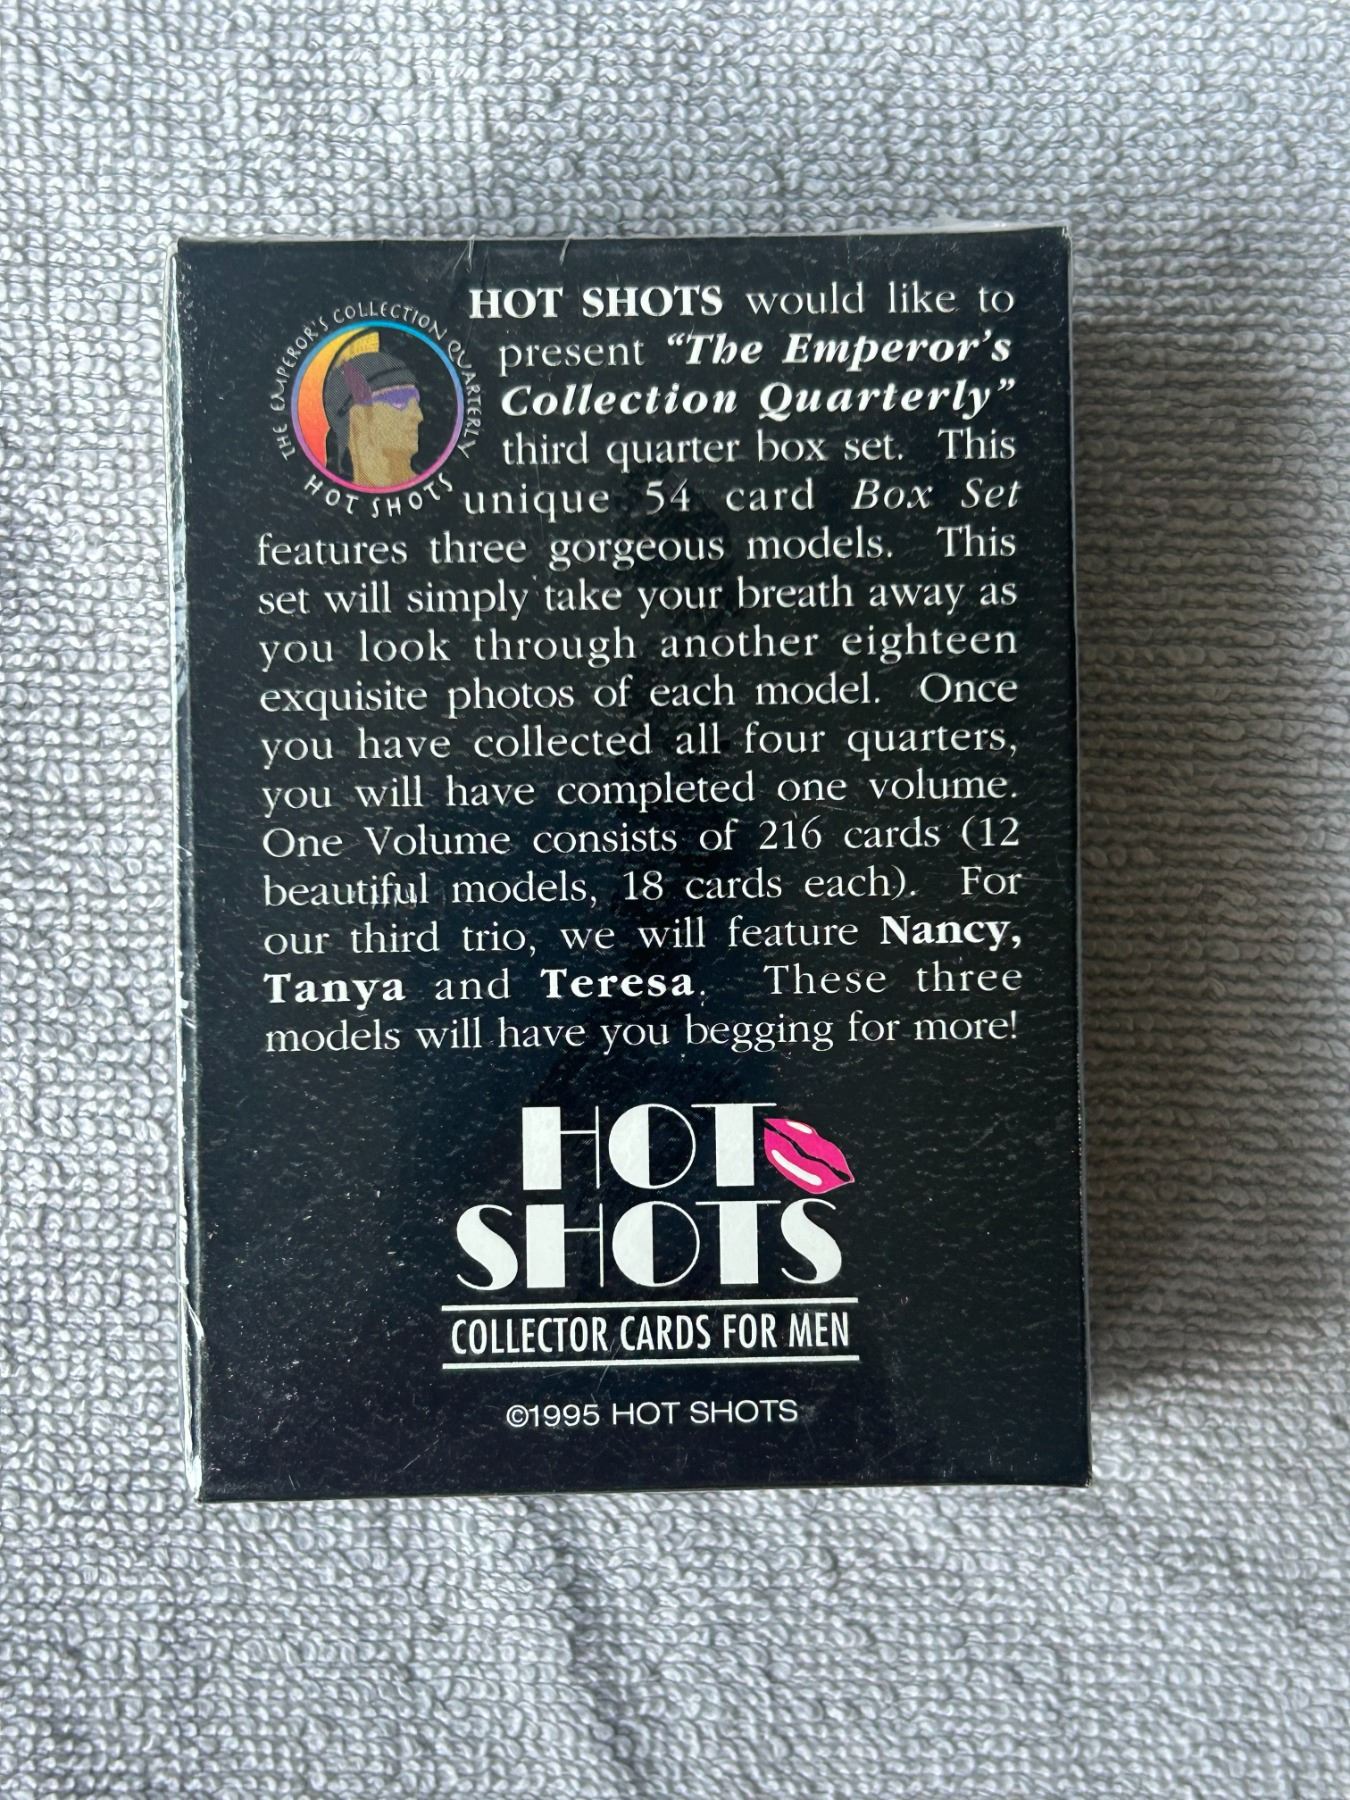 THE EMPEROR'S COLLECTION QUARTERLY
HOT SHOTS
HOT SHOTS would like to
present “The Emperor’s
Collection Quarterly”
third quarter box set. This
unique 54 card Box Set
features three gorgeous models. This
set will simply take your breath away as
you look through another eighteen
exquisite photos of each model. Once
you have collected all four quarters,
you will have completed one volume.
One Volume consists of 216 cards (12
beautiful models, 18 cards each). For
our third trio, we will feature Nancy,
Tanya and Teresa. These three
models will have you begging for more!
HOT
SHOTS
COLLECTOR CARDS FOR MEN
©1995 HOT SHOTS